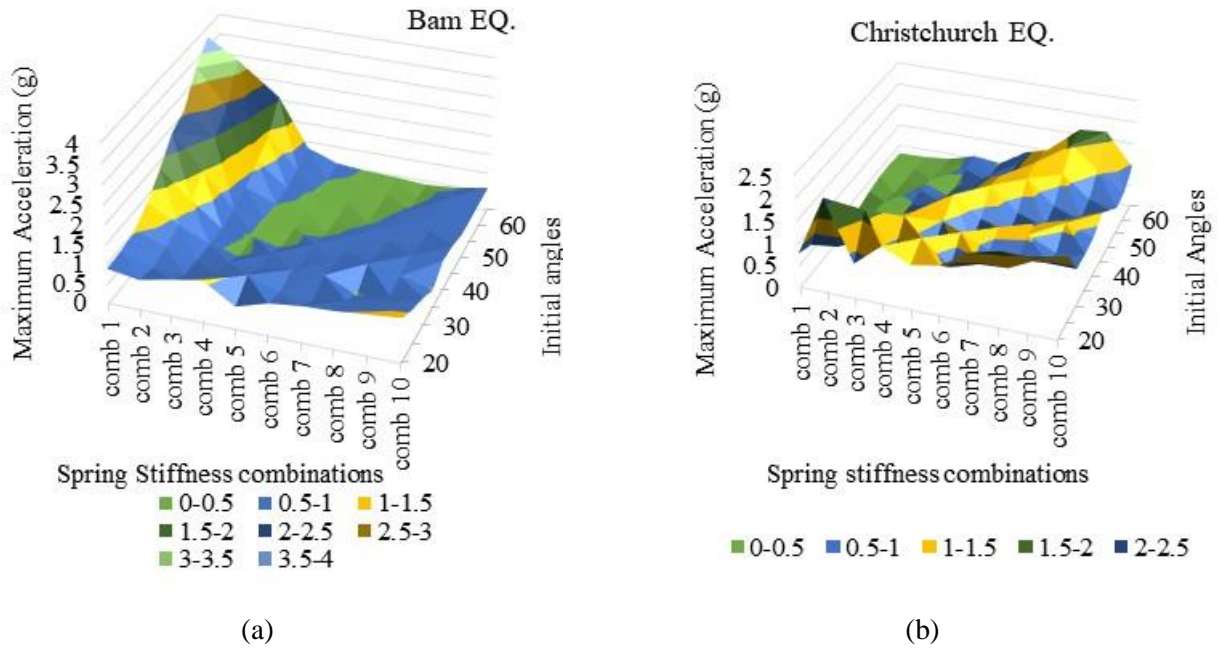 Bam EQ.
Maximum Acceleration (g)
4
3.5
3
2.5
2
1.5
1
0.5
0
comb 1
comb 2
comb 3
comb 4
comb 5
comb 6
comb 7
comb 8
comb 9
comb 10
20
30
40
50
60
Initial angles
Spring Stiffness combinations
0-0.5 0.5-1 1-1.5
1.5-2 2-2.5 2.5-3
3-3.5 3.5-4
(a)
Christchurch EQ.
Maximum Acceleration (g)
2.5
2
1.5
1
0.5
0
comb 1
comb 2
comb 3
comb 4
comb 5
comb 6
comb 7
comb 8
comb 9
comb 10
20
30
40
50
60
Initial Angles
Spring stiffness combinations
0-0.5 0.5-1 1-1.5 1.5-2 2-2.5
(b)